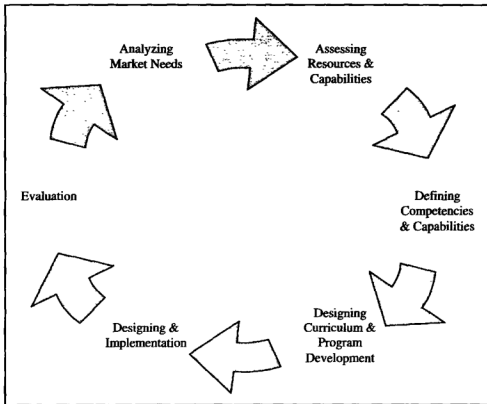 Analyzing
Market Needs
Assessing
Resources &
Capabilities
Defining
Competencies
& Capabilities
Designing
Curriculum &
Program
Development
Designing &
Implementation
Evaluation